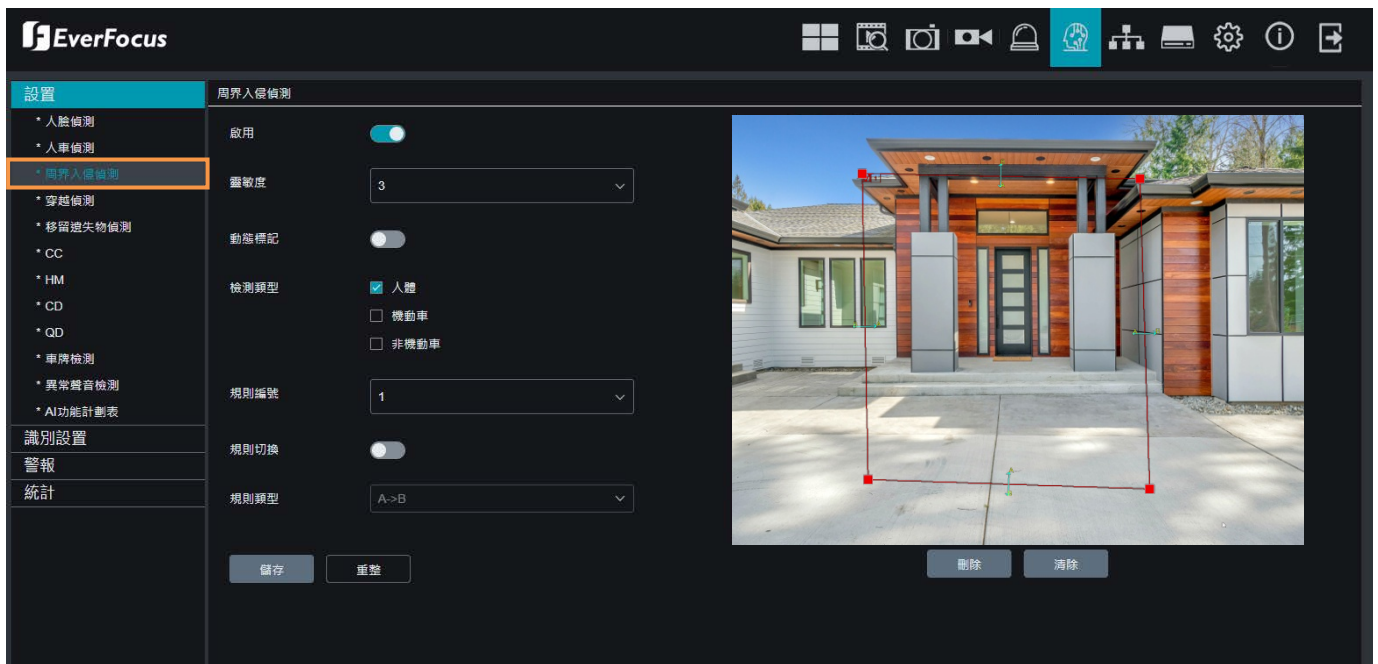 EverFocus
設置
* 人臉偵測
* 人車偵測
* 周界入侵偵測
* 穿越偵測
* 移留遺失物偵測
* CC
* HM
* CD
* QD
* 車牌檢測
* 異常聲音檢測
* AI功能計劃表
識別設置
警報
統計
周界入侵偵測
啟用
靈敏度
3
動態標記
檢測類型
人體
機動車
非機動車
規則編號
1
規則切換
規則類型
A->B
儲存
重整
刪除
清除